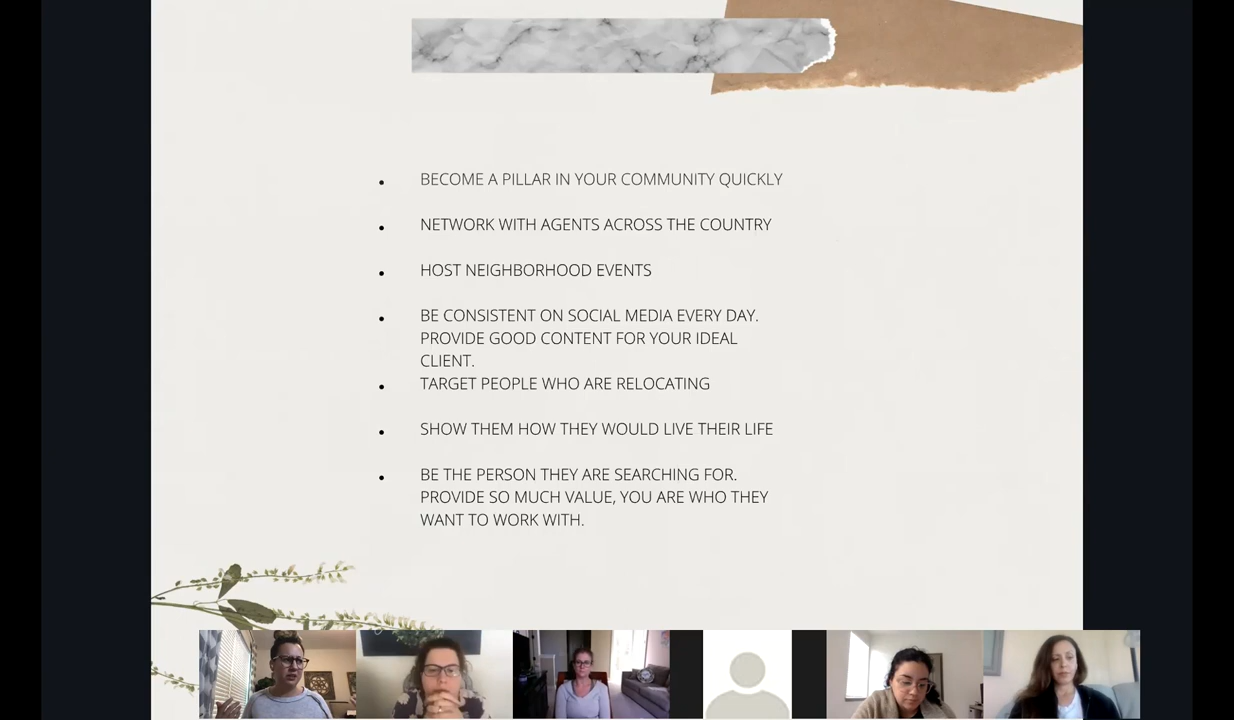 BECOME A PILLAR IN YOUR COMMUNITY QUICKLY
NETWORK WITH AGENTS ACROSS THE COUNTRY
HOST NEIGHBORHOOD EVENTS
BE CONSISTENT ON SOCIAL MEDIA EVERY DAY.
PROVIDE GOOD CONTENT FOR YOUR IDEAL
CLIENT.
TARGET PEOPLE WHO ARE RELOCATING
SHOW THEM HOW THEY WOULD LIVE THEIR LIFE
BE THE PERSON THEY ARE SEARCHING FOR.
PROVIDE SO MUCH VALUE, YOU ARE WHO THEY
WANT TO WORK WITH.